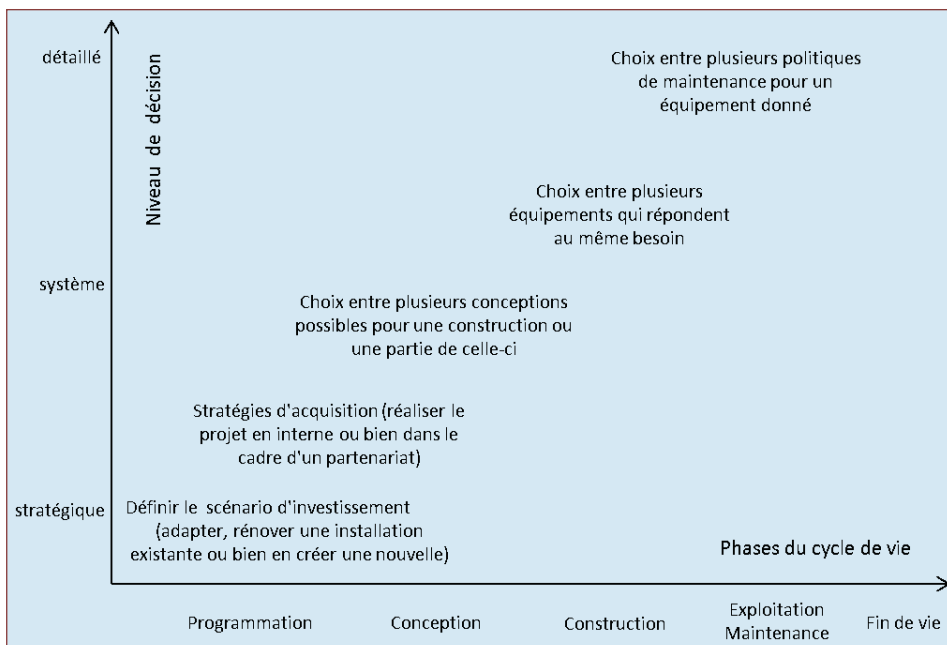 détaillé
Niveau de décision
Choix entre plusieurs politiques
de maintenance pour un
équipement donné
Choix entre plusieurs
équipements qui répondent
au même besoin
système
Choix entre plusieurs conceptions
possibles pour une construction ou
une partie de celle-ci
Stratégies d'acquisition (réaliser le
projet en interne ou bien dans le
cadre d'un partenariat)
stratégique
Définir le scénario d'investissement
(adapter, rénover une installation
existante ou bien en créer une nouvelle)
Phases du cycle de vie
Programmation
Conception
Construction
Exploitation
Maintenance
Fin de vie